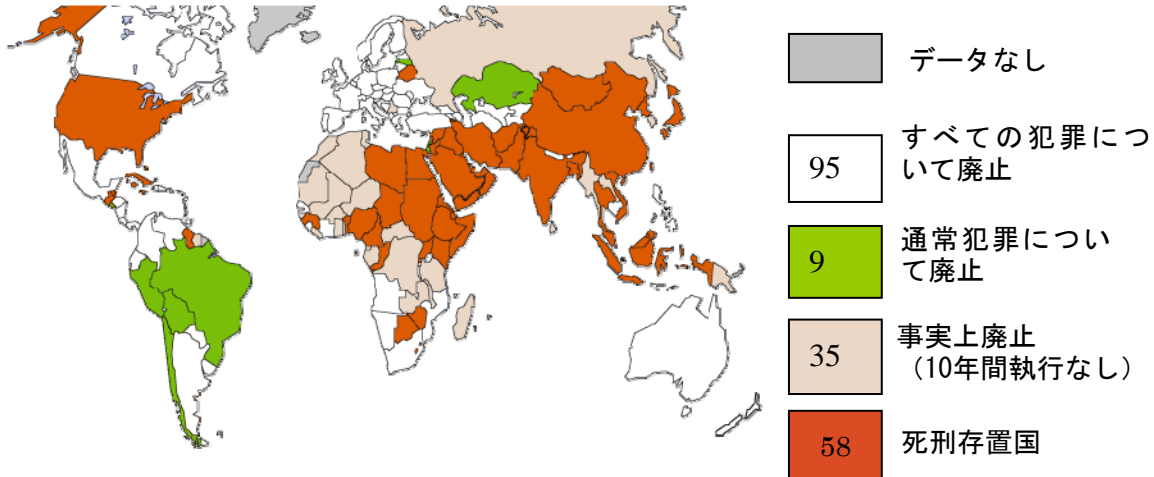 データなし
95
すべての犯罪につ
いて廃止
9
通常犯罪につい
て廃止
35
事実上廃止
（10年間執行なし）
58
死刑存置国